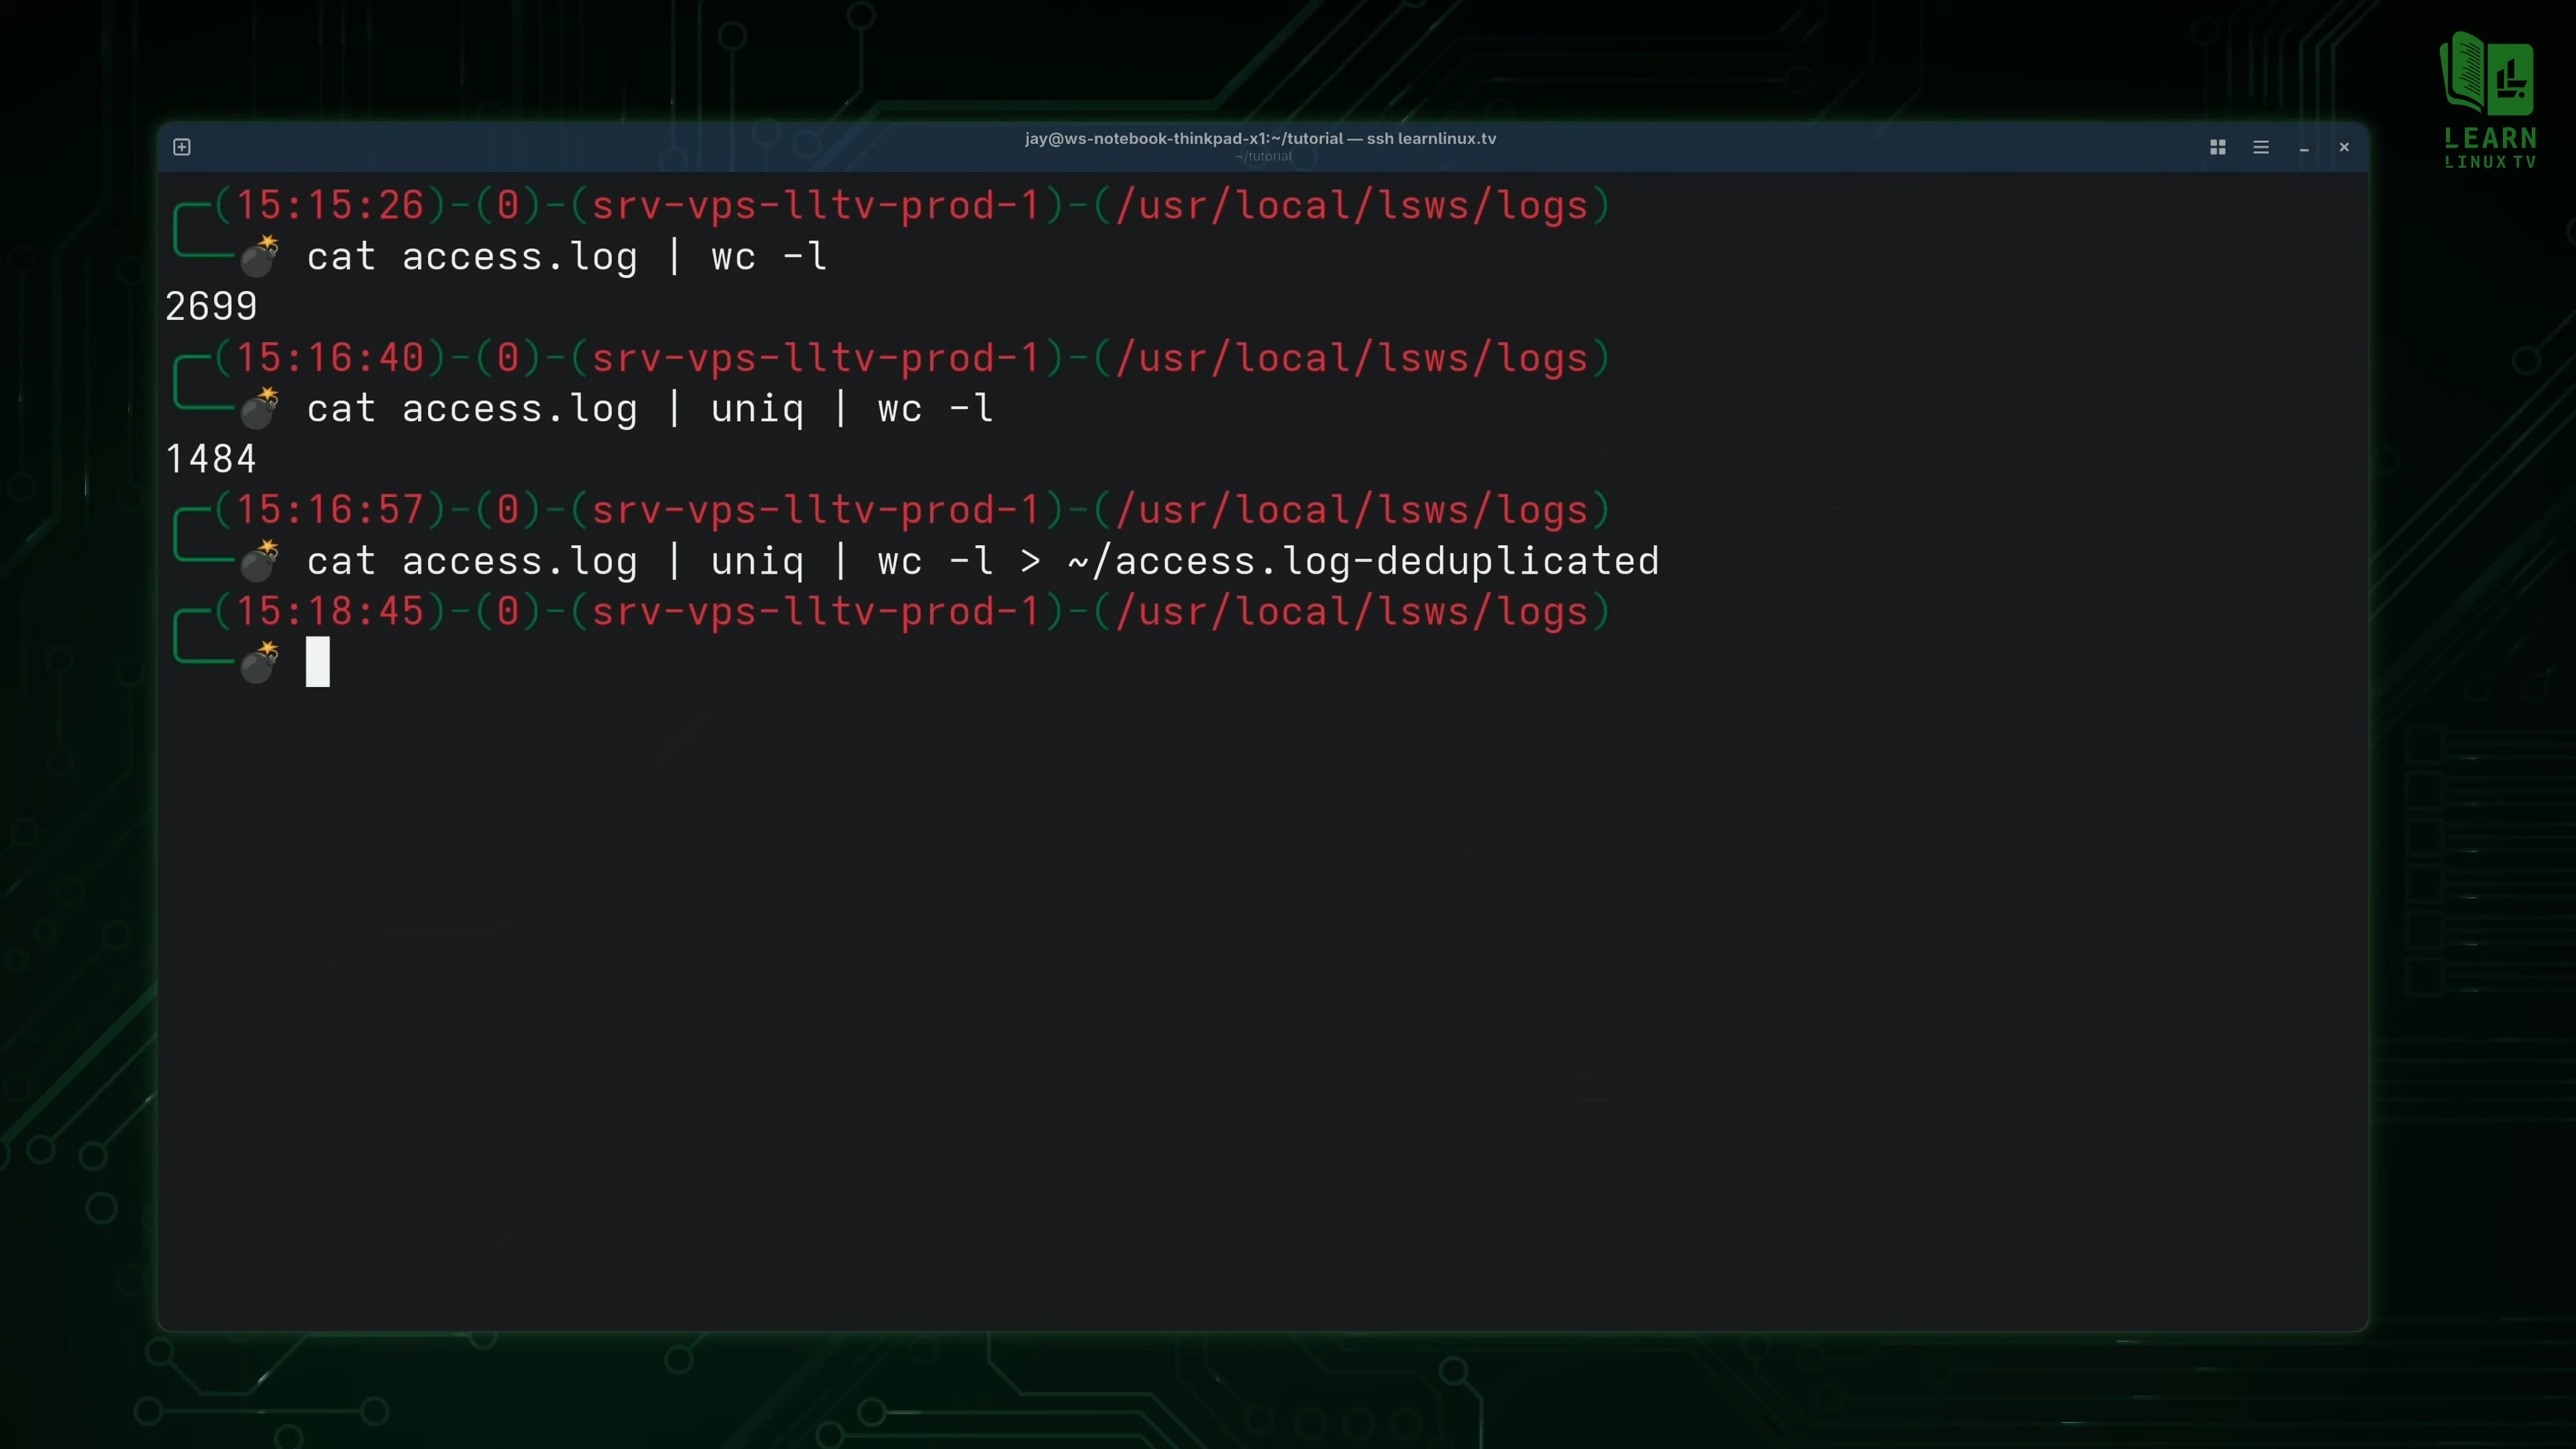 LEARN
LINUX TV
jay@ws-notebook-thinkpad-x1:~/tutorial — ssh learnlinux.tv
~/tutorial
(15:15:26)-(0)-(srv-vps-lltv-prod-1)-(/usr/local/lsws/logs)
💣 cat access.log | wc -l
2699
(15:16:40)-(0)-(srv-vps-lltv-prod-1)-(/usr/local/lsws/logs)
💣 cat access.log | uniq | wc -l
1484
(15:16:57)-(0)-(srv-vps-lltv-prod-1)-(/usr/local/lsws/logs)
💣 cat access.log | uniq | wc -l > ~/access.log-deduplicated
(15:18:45)-(0)-(srv-vps-lltv-prod-1)-(/usr/local/lsws/logs)
💣